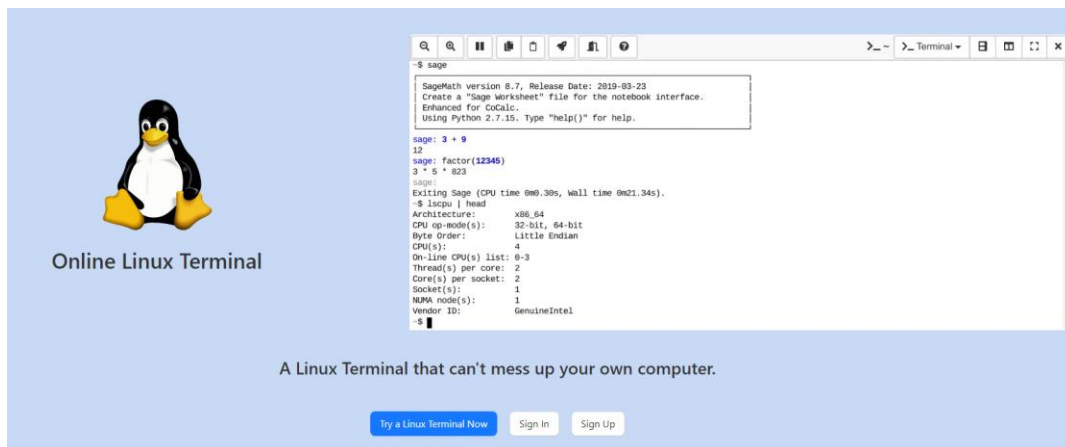 >_ ~ >_ Terminal
~$ sage
SageMath version 8.7, Release Date: 2019-03-23
Create a "Sage Worksheet" file for the notebook interface.
Enhanced for CoCalc.
Using Python 2.7.15. Type "help()" for help.
sage: 3 + 9
12
sage: factor(12345)
3 * 5 * 823
sage:
Exiting Sage (CPU time 0m0.30s, Wall time 0m21.34s).
~$ lscpu | head
Architecture: x86_64
CPU op-mode(s): 32-bit, 64-bit
Byte Order: Little Endian
CPU(s): 4
On-line CPU(s) list: 0-3
Thread(s) per core: 2
Core(s) per socket: 2
Socket(s): 1
NUMA node(s): 1
Vendor ID: GenuineIntel
~$
Online Linux Terminal
A Linux Terminal that can't mess up your own computer.
Try a Linux Terminal Now Sign In Sign Up